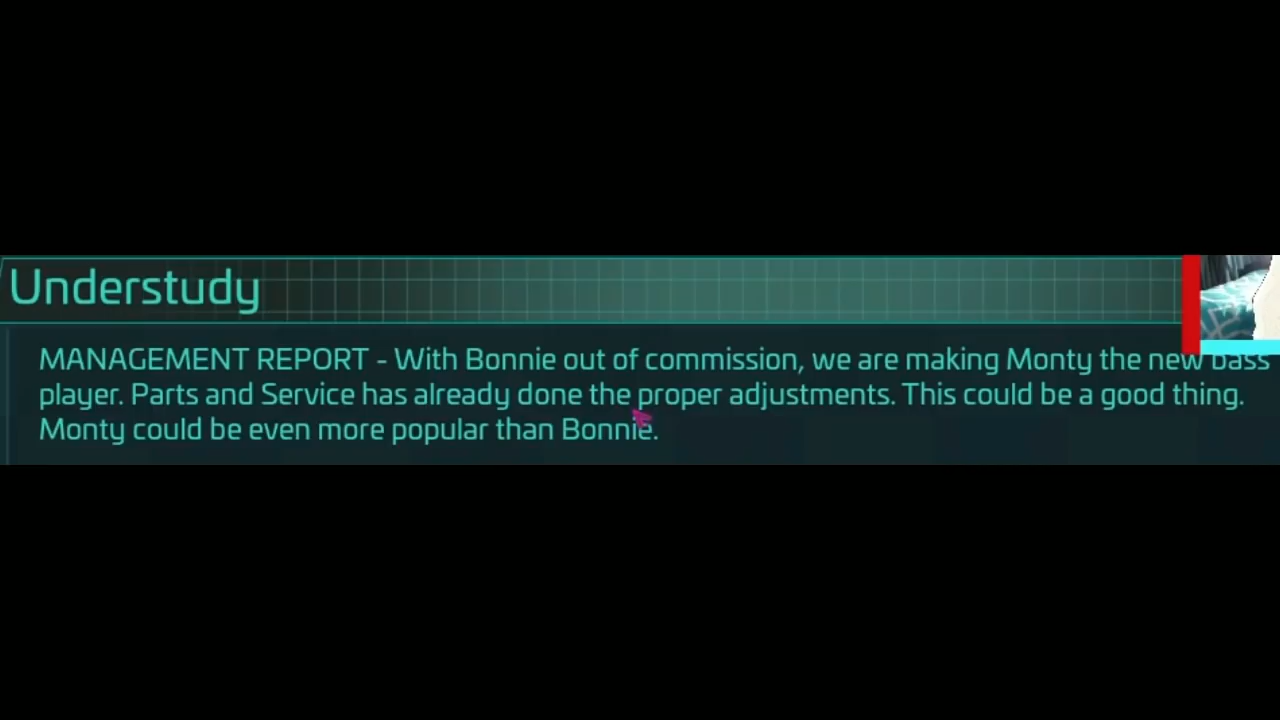 Understudy
MANAGEMENT REPORT - With Bonnie out of commission, we are making Monty the new bass
player. Parts and Service has already done the proper adjustments. This could be a good thing.
Monty could be even more popular than Bonnie.